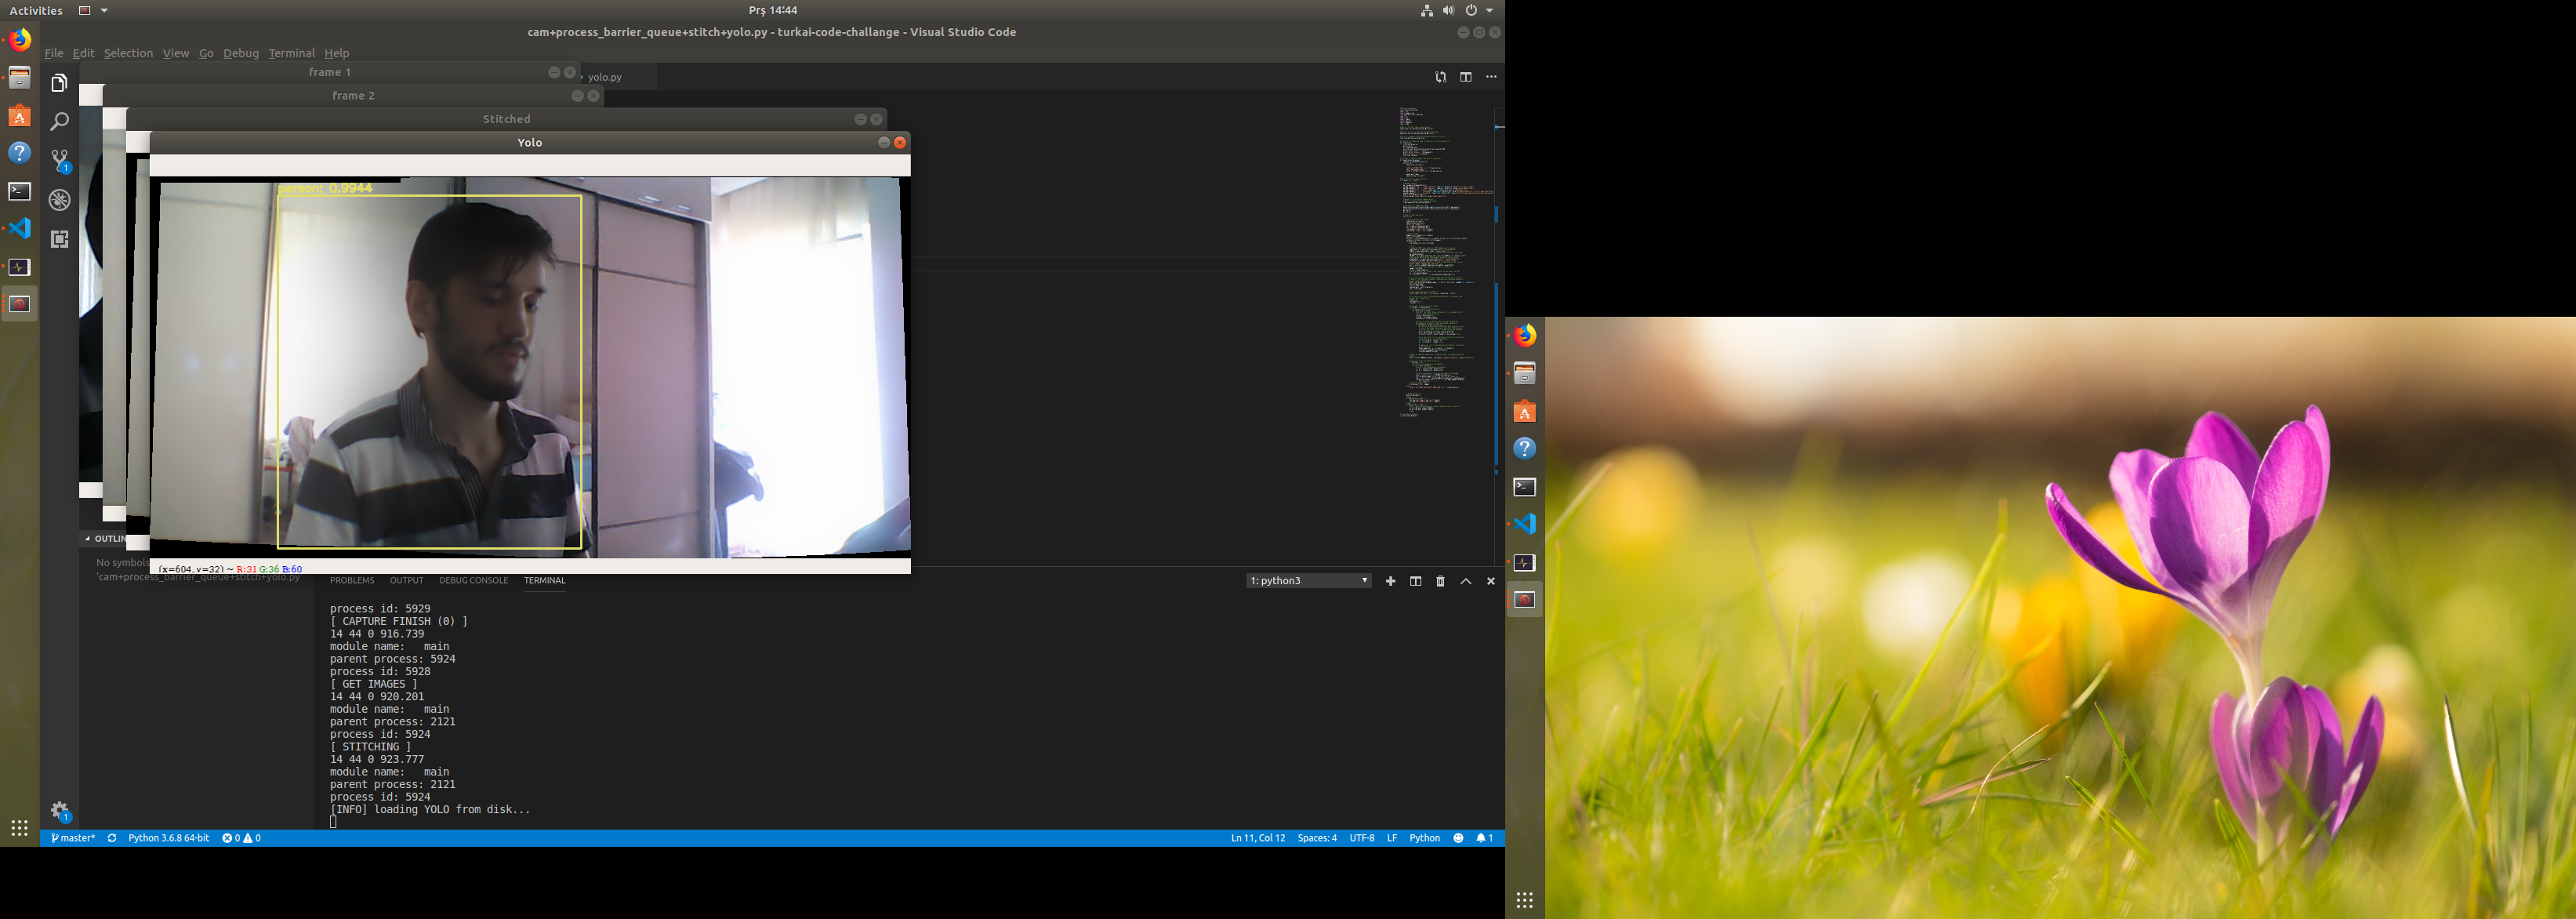 Activities
Prş 14:44
cam+process_barrier_queue+stitch+yolo.py - turkai-code-challange - Visual Studio Code
File Edit Selection View Go Debug Terminal Help
frame 1
yolo.py
frame 2
Stitched
Yolo
person: 0.9944
OUTLIN
No symbols
'cam+process_barrier_queue+stitch+yolo.py
(x=604, y=32) ~ R:31 G:36 B:60
PROBLEMS OUTPUT DEBUG CONSOLE TERMINAL
1: python3
process id: 5929
[ CAPTURE FINISH (0) ]
14 44 0 916.739
module name: main
parent process: 5924
process id: 5928
[ GET IMAGES ]
14 44 0 920.201
module name: main
parent process: 2121
process id: 5924
[ STITCHING ]
14 44 0 923.777
module name: main
parent process: 2121
process id: 5924
[INFO] loading YOLO from disk...
master* Python 3.6.8 64-bit 0 0
Ln 11, Col 12 Spaces: 4 UTF-8 LF Python 1